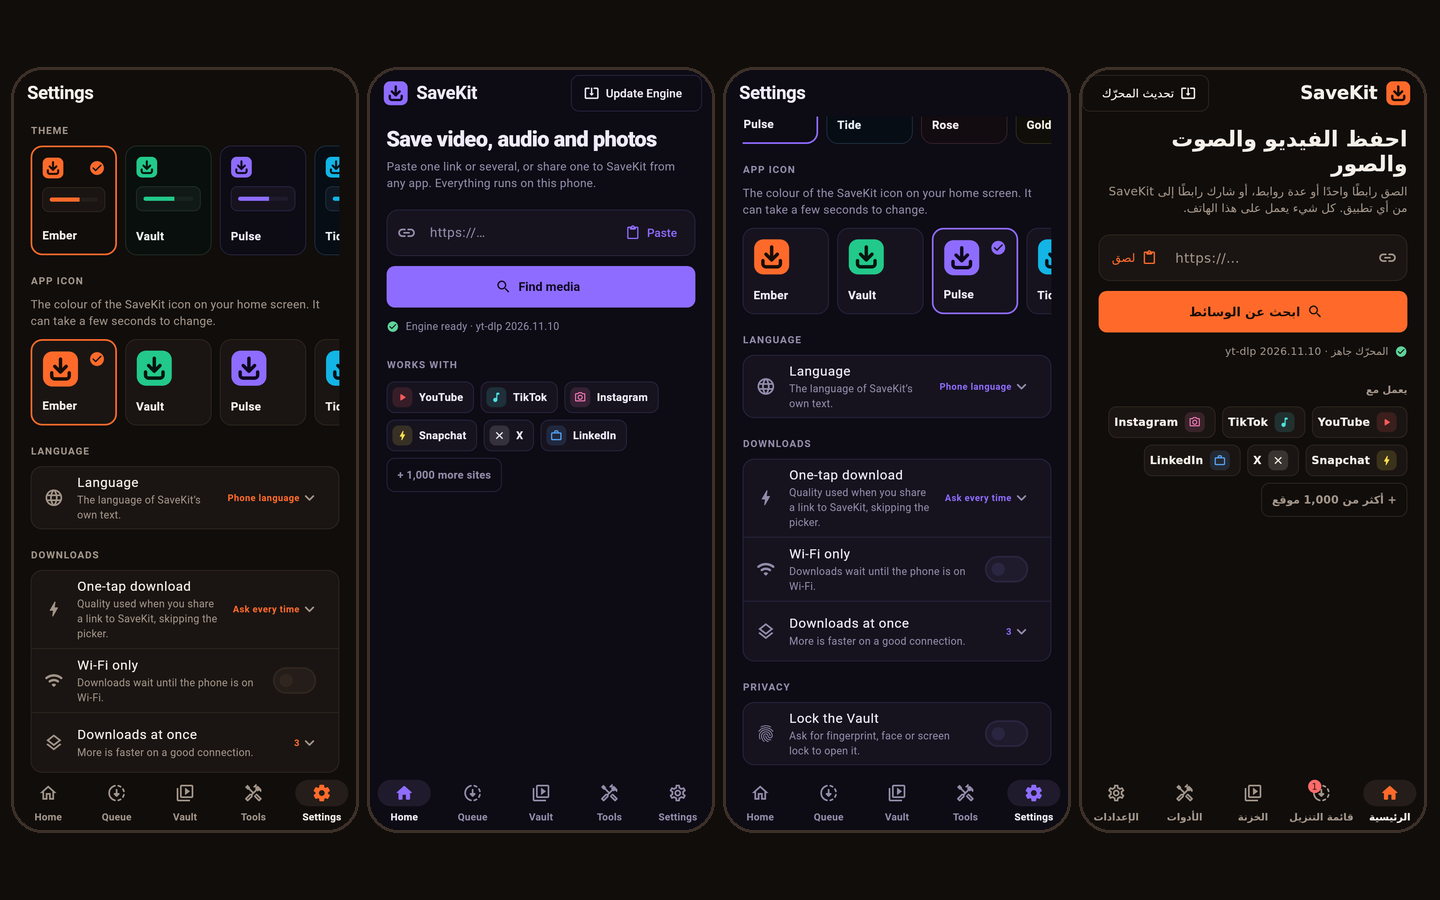 Settings
THEME
Ember
Vault
Pulse
Tid
APP ICON
The colour of the SaveKit icon on your home screen. It
can take a few seconds to change.
Ember
Vault
Pulse
Tid
LANGUAGE
Language
The language of SaveKit's
own text.
Phone language
DOWNLOADS
One-tap download
Quality used when you share
a link to SaveKit, skipping the
picker.
Ask every time
Wi-Fi only
Downloads wait until the phone is on
Wi-Fi.
Downloads at once
More is faster on a good connection.
3
Home
Queue
Vault
Tools
Settings
SaveKit
Update Engine
Save video, audio and photos
Paste one link or several, or share one to SaveKit from
any app. Everything runs on this phone.
https://…
Paste
Find media
Engine ready · yt-dlp 2026.11.10
WORKS WITH
YouTube
TikTok
Instagram
Snapchat
X
LinkedIn
+ 1,000 more sites
Home
Queue
Vault
Tools
Settings
Settings
Pulse
Tide
Rose
Gold
APP ICON
The colour of the SaveKit icon on your home screen. It
can take a few seconds to change.
Ember
Vault
Pulse
Tid
LANGUAGE
Language
The language of SaveKit's
own text.
Phone language
DOWNLOADS
One-tap download
Quality used when you share
a link to SaveKit, skipping the
picker.
Ask every time
Wi-Fi only
Downloads wait until the phone is on
Wi-Fi.
Downloads at once
More is faster on a good connection.
3
PRIVACY
Lock the Vault
Ask for fingerprint, face or screen
lock to open it.
Home
Queue
Vault
Tools
Settings
SaveKit
تحديث المحرّك
احفظ الفيديو والصوت
والصور
الصق رابطًا واحدًا أو عدة روابط، أو شارك رابطًا إلى SaveKit
من أي تطبيق. كل شيء يعمل على هذا الهاتف.
https://…
لصق
ابحث عن الوسائط
المحرّك جاهز · yt-dlp 2026.11.10
يعمل مع
YouTube
TikTok
Instagram
Snapchat
X
LinkedIn
+ أكثر من 1,000 موقع
الرئيسية
1
قائمة التنزيل
الخزنة
الأدوات
الإعدادات